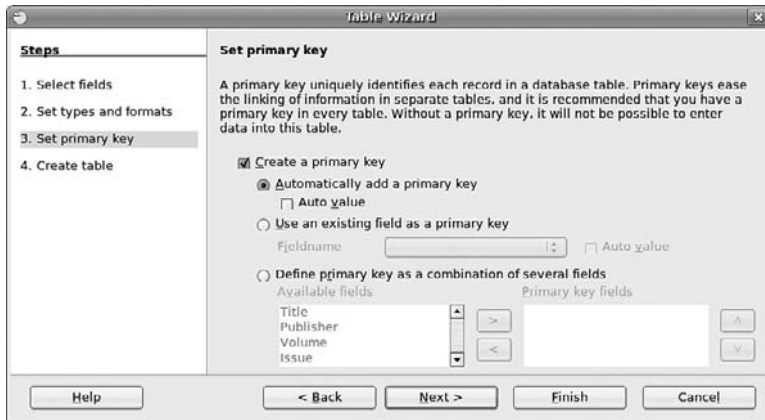 Table Wizard
Steps
1. Select fields
2. Set types and formats
3. Set primary key
4. Create table
Set primary key
A primary key uniquely identifies each record in a database table. Primary keys ease
the linking of information in separate tables, and it is recommended that you have a
primary key in every table. Without a primary key, it will not be possible to enter
data into this table.
Create a primary key
Automatically add a primary key
Auto value
Use an existing field as a primary key
Fieldname
Auto value
Define primary key as a combination of several fields
Available fields
Primary key fields
Title
Publisher
Volume
Issue
>
<
Help
< Back
Next >
Finish
Cancel